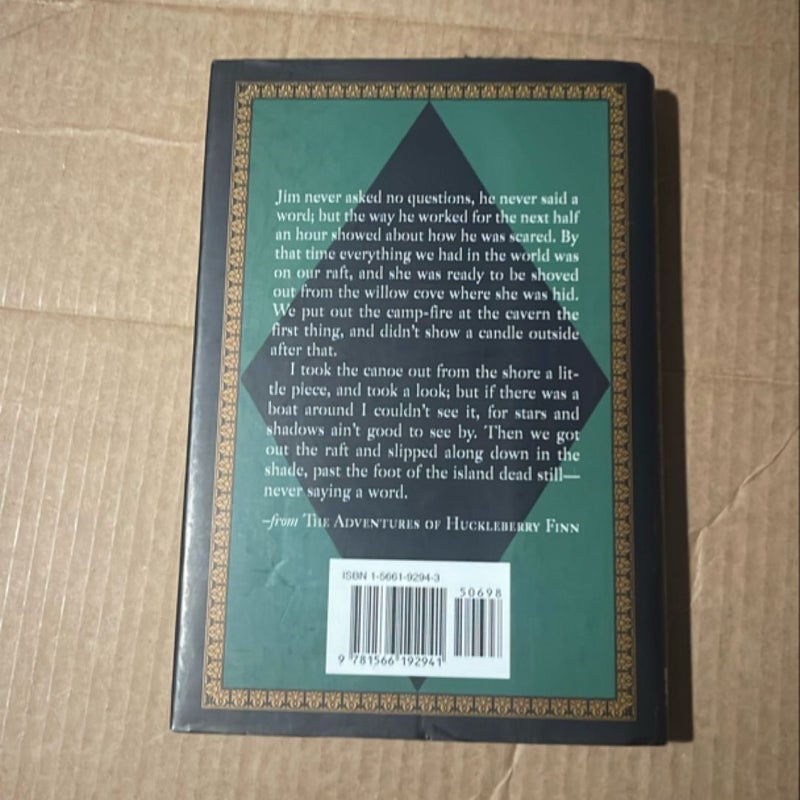 Jim never asked no questions, he never said a
word; but the way he worked for the next half
an hour showed about how he was scared. By
that time everything we had in the world was
on our raft, and she was ready to be shoved
out from the willow cove where she was hid.
We put out the camp-fire at the cavern the
first thing, and didn't show a candle outside
after that.
I took the canoe out from the shore a lit-
tle piece, and took a look; but if there was a
boat around I couldn't see it, for stars and
shadows ain't good to see by. Then we got
out the raft and slipped along down in the
shade, past the foot of the island dead still—
never saying a word.
–from THE ADVENTURES OF HUCKLEBERRY FINN
ISBN 1-5661-9294-3
50698
9 781566 192941